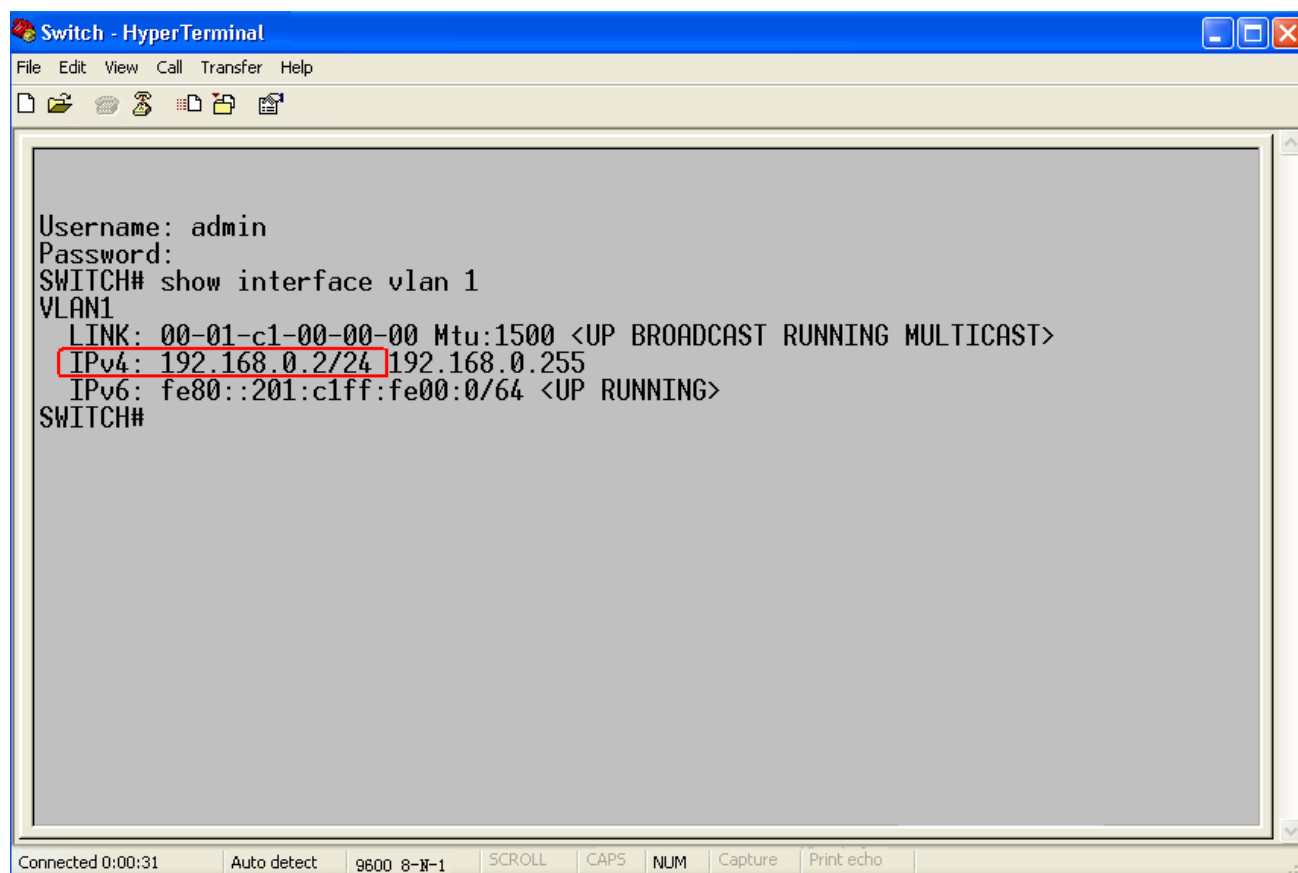 Switch - HyperTerminal
File Edit View Call Transfer Help
Username: admin
Password:
SWITCH# show interface vlan 1
VLAN1
LINK: 00-01-c1-00-00-00 Mtu:1500 <UP BROADCAST RUNNING MULTICAST>
IPv4: 192.168.0.2/24 192.168.0.255
IPv6: fe80::201:c1ff:fe00:0/64 <UP RUNNING>
SWITCH#
Connected 0:00:31 Auto detect 9600 8-N-1 SCROLL CAPS NUM Capture Print echo